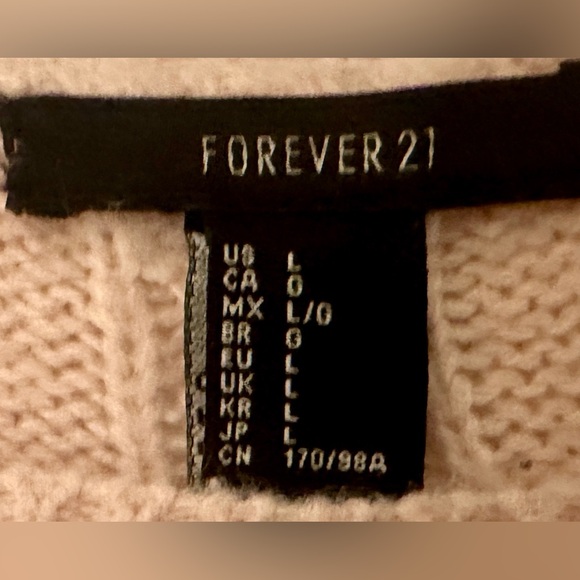 FOREVER 21
US L
CA G
MX L/G
BR G
EU L
UK L
KR L
JP L
CN 170/98A